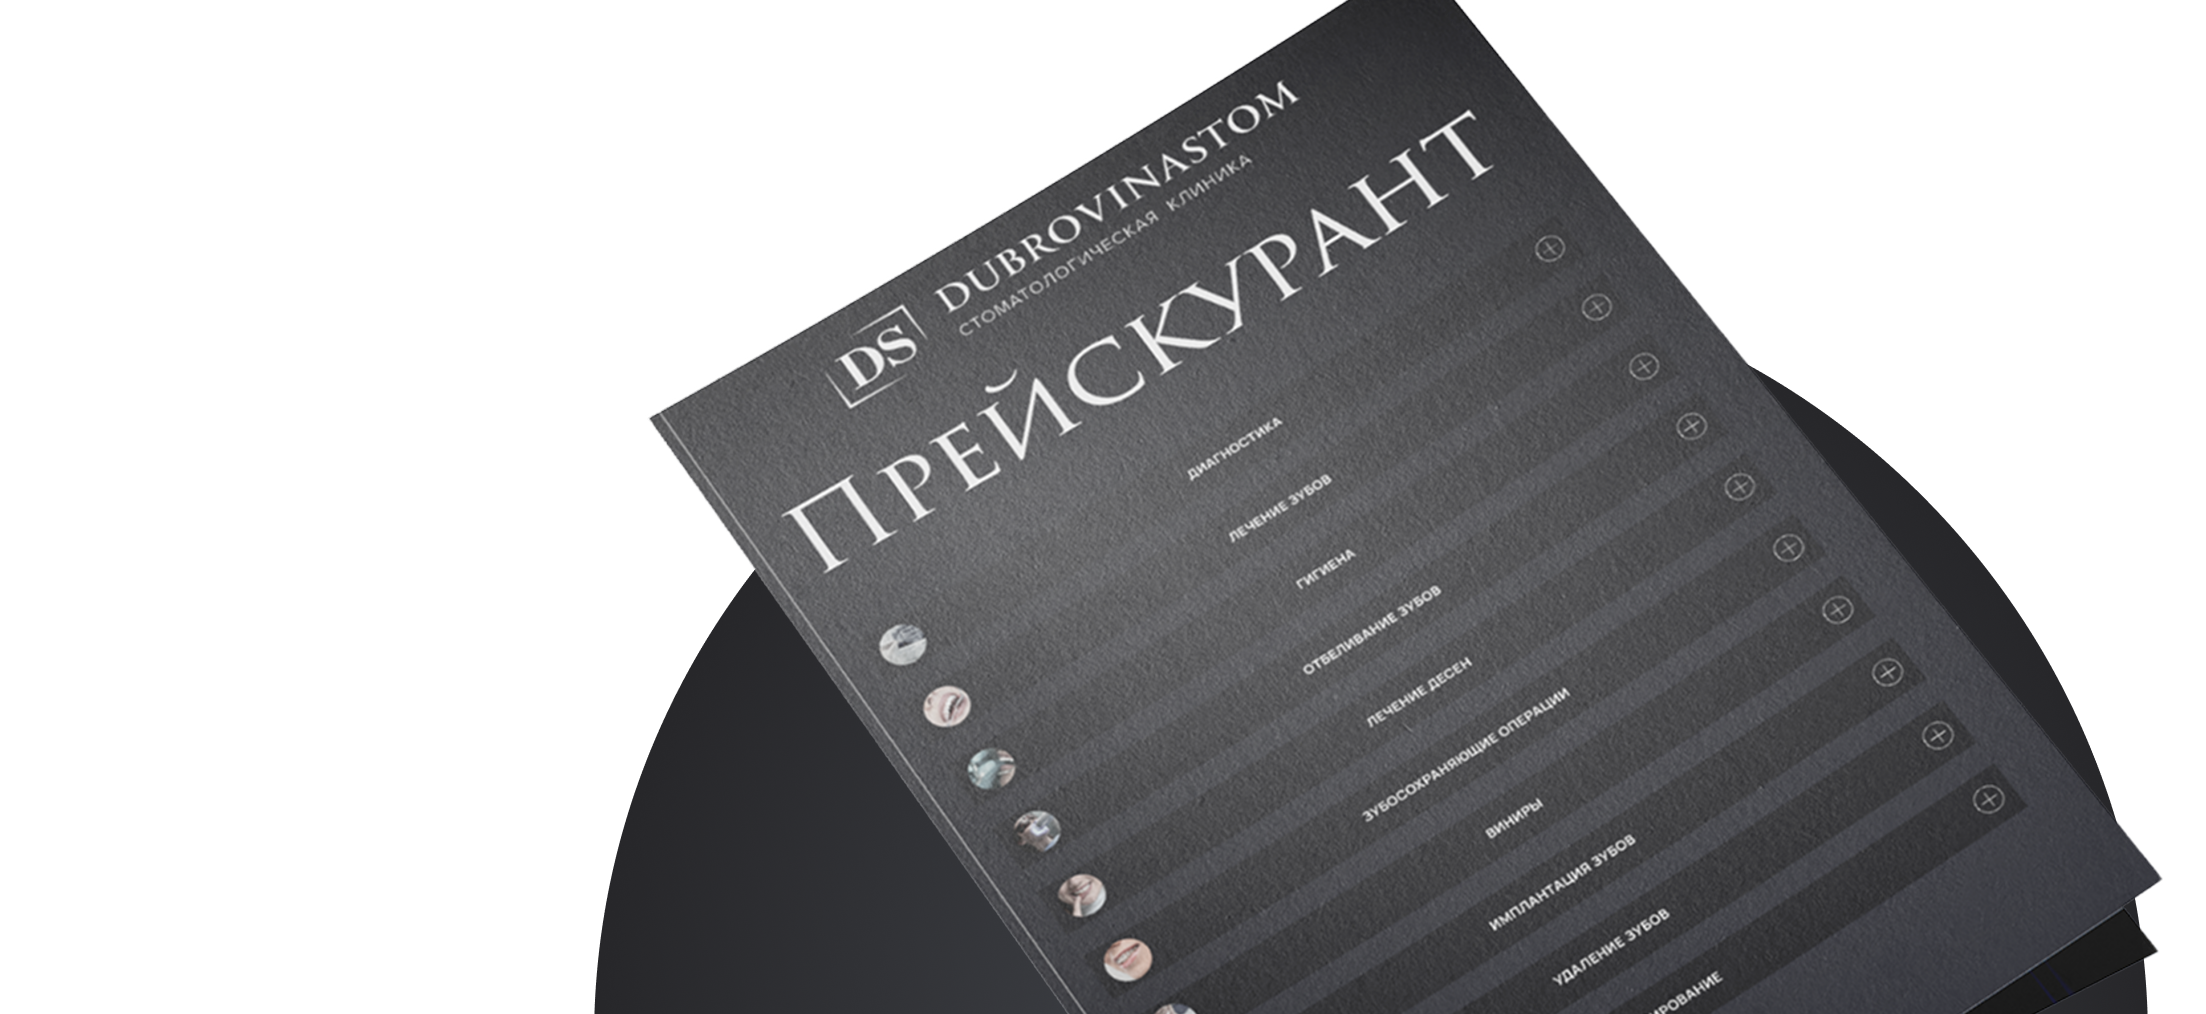 DS
DUBROVINASTOM
СТОМАТОЛОГИЧЕСКАЯ КЛИНИКА
ПРЕЙСКУРАНТ
ДИАГНОСТИКА
ЛЕЧЕНИЕ ЗУБОВ
ГИГИЕНА
ОТБЕЛИВАНИЕ ЗУБОВ
ЛЕЧЕНИЕ ДЕСЕН
ЗУБОСОХРАНЯЮЩИЕ ОПЕРАЦИИ
ВИНИРЫ
ИМПЛАНТАЦИЯ ЗУБОВ
УДАЛЕНИЕ ЗУБОВ